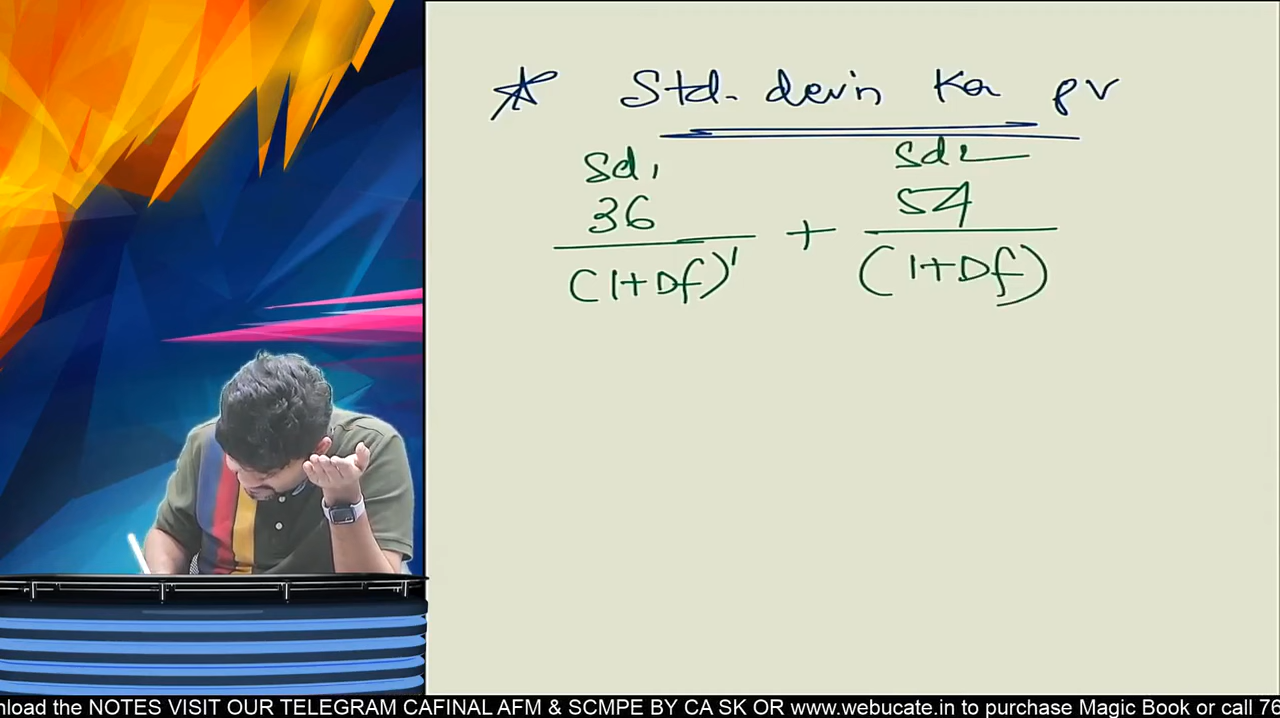 * Std. devin Ka PV
Sd1 Sd2
36 + 54
(1+Df)¹ (1+Df)
nload the NOTES VISIT OUR TELEGRAM CAFINAL AFM & SCMPE BY CA SK OR www.webucate.in to purchase Magic Book or call 76